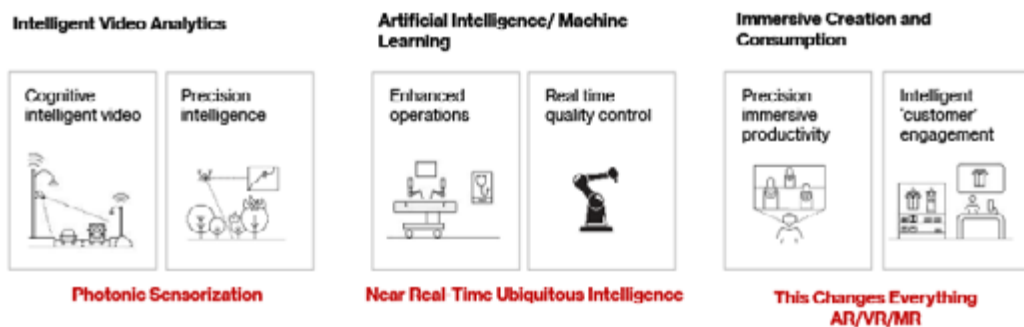 Intelligent Video Analytics
Cognitive
intelligent video
Precision
intelligence
Photonic Sensorization
Artificial Intelligence/ Machine
Learning
Enhanced
operations
Real time
quality control
Near Real-Time Ubiquitous Intelligence
Immersive Creation and
Consumption
Precision
immersive
productivity
Intelligent
'customer'
engagement
This Changes Everything
AR/VR/MR